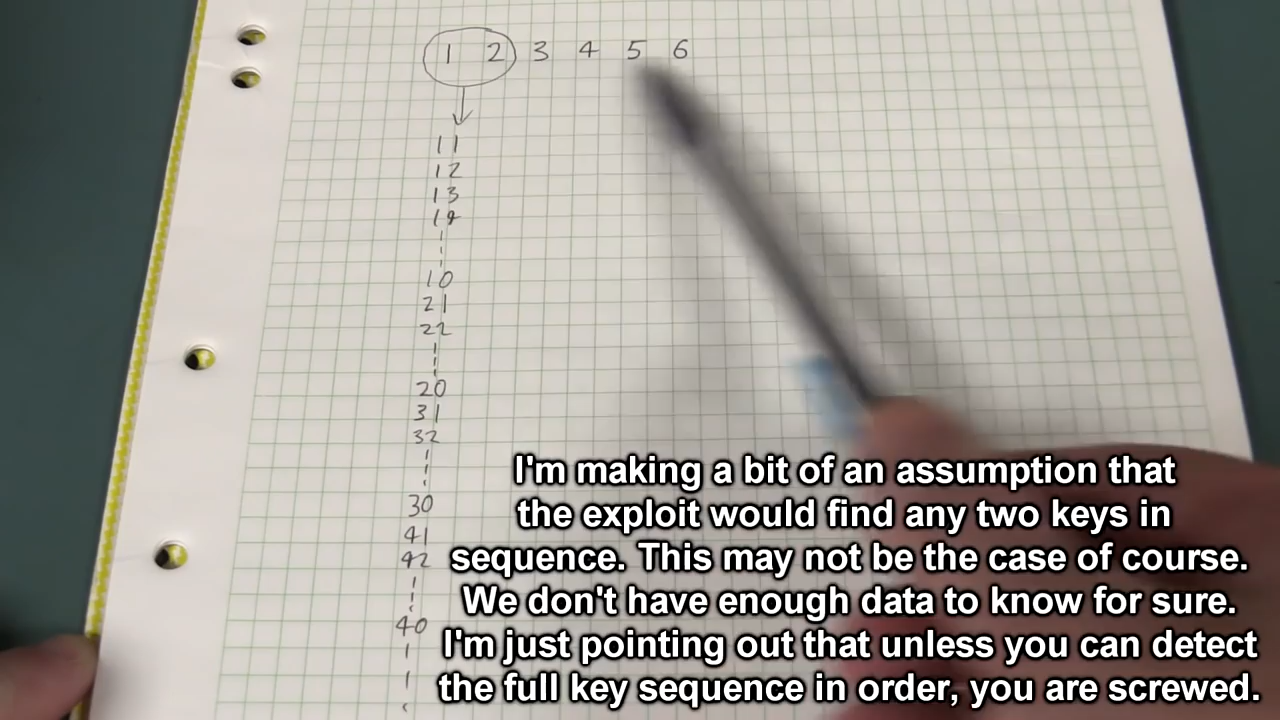 1 2 3 4 5 6
11
12
13
14
10
21
22
20
31
32
30
41
42
40
I'm making a bit of an assumption that
the exploit would find any two keys in
sequence. This may not be the case of course.
We don't have enough data to know for sure.
I'm just pointing out that unless you can detect
the full key sequence in order, you are screwed.